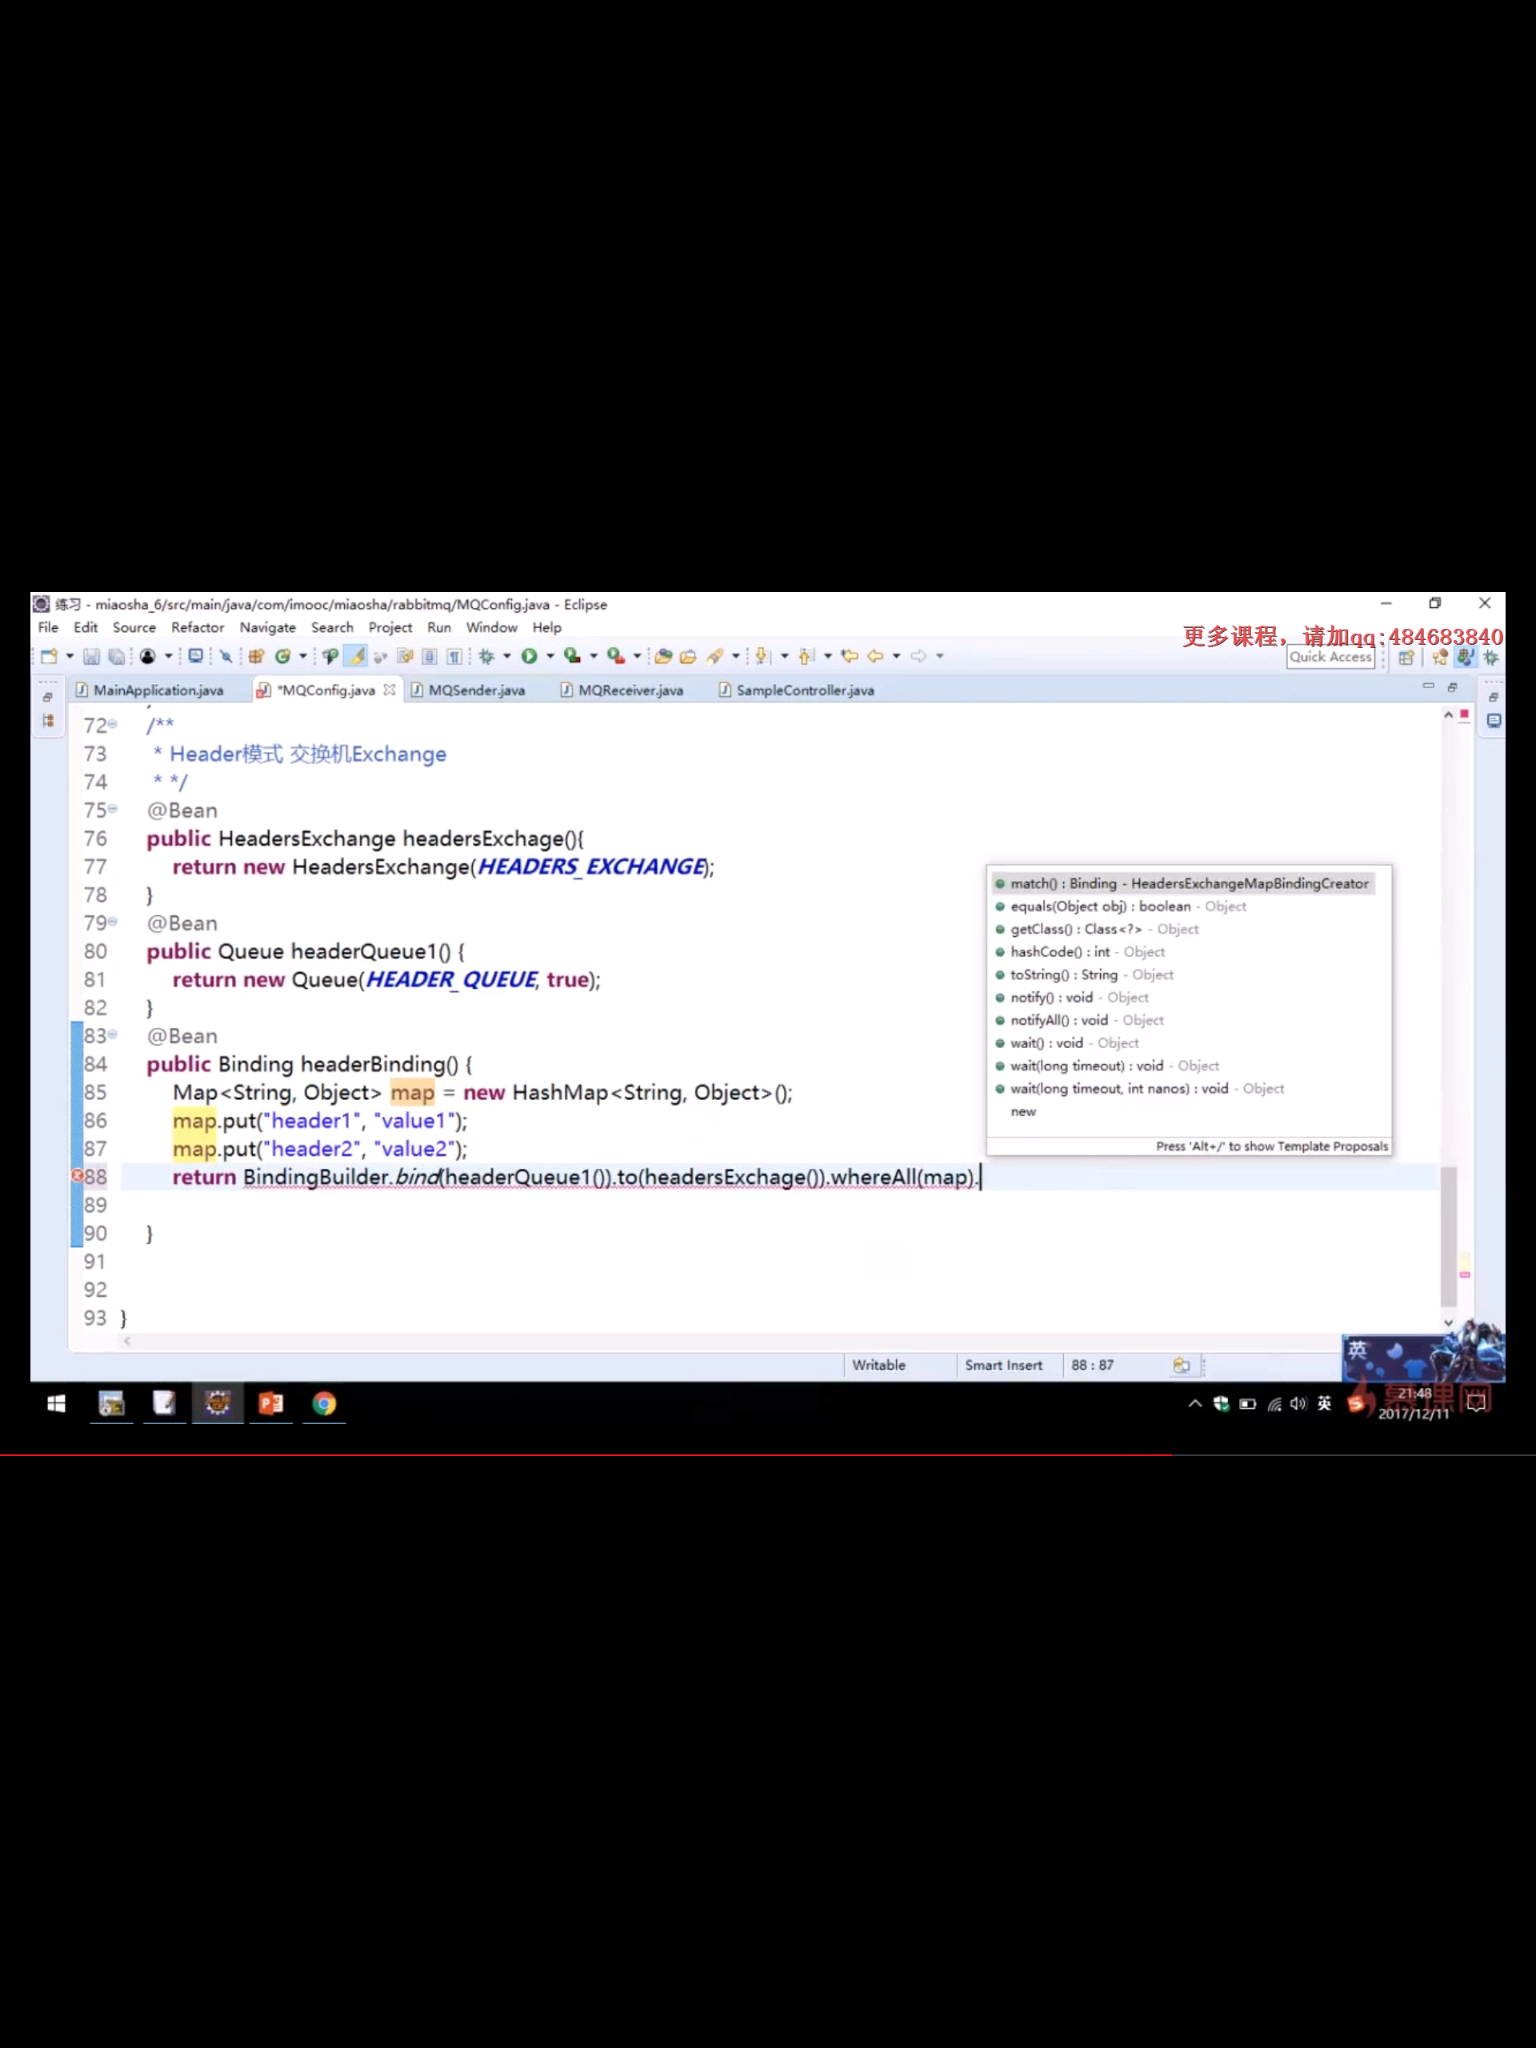 练习 - miaosha_6/src/main/java/com/imooc/miaosha/rabbitmq/MQConfig.java - Eclipse
File Edit Source Refactor Navigate Search Project Run Window Help
更多课程，请加qq:484683840
Quick Access
MainApplication.java *MQConfig.java MQSender.java MQReceiver.java SampleController.java
72 /**
73 * Header模式 交换机Exchange
74 * */
75 @Bean
76 public HeadersExchange headersExchage(){
77 return new HeadersExchange(HEADERS_EXCHANGE);
78 }
79 @Bean
80 public Queue headerQueue1() {
81 return new Queue(HEADER_QUEUE, true);
82 }
83 @Bean
84 public Binding headerBinding() {
85 Map<String, Object> map = new HashMap<String, Object>();
86 map.put("header1", "value1");
87 map.put("header2", "value2");
88 return BindingBuilder.bind(headerQueue1()).to(headersExchage()).whereAll(map).
89
90 }
91
92
93 }
match() : Binding - HeadersExchangeMapBindingCreator
equals(Object obj) : boolean - Object
getClass() : Class<?> - Object
hashCode() : int - Object
toString() : String - Object
notify() : void - Object
notifyAll() : void - Object
wait() : void - Object
wait(long timeout) : void - Object
wait(long timeout, int nanos) : void - Object
new
Press 'Alt+/' to show Template Proposals
Writable Smart Insert 88 : 87
英
英
慕课网
21:48
2017/12/11